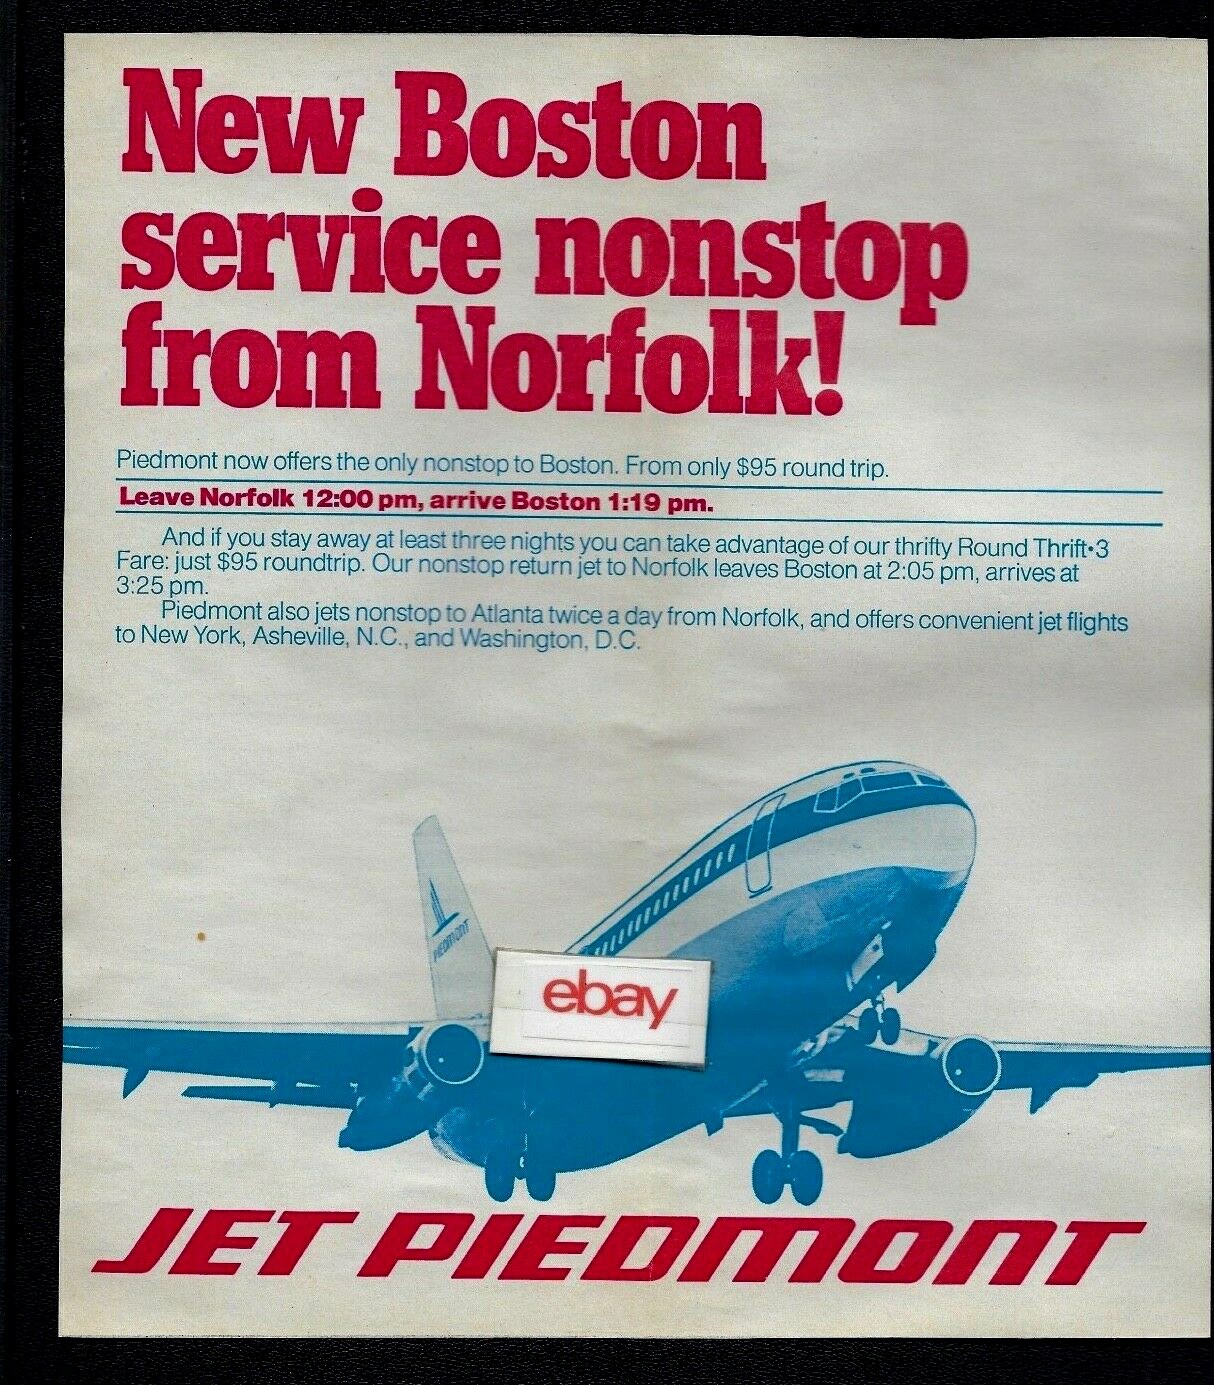 New Boston
service nonstop
from Norfolk!
Piedmont now offers the only nonstop to Boston. From only $95 round trip.
Leave Norfolk 12:00 pm, arrive Boston 1:19 pm.
And if you stay away at least three nights you can take advantage of our thrifty Round Thrift•3
Fare: just $95 roundtrip. Our nonstop return jet to Norfolk leaves Boston at 2:05 pm, arrives at
3:25 pm.
Piedmont also jets nonstop to Atlanta twice a day from Norfolk, and offers convenient jet flights
to New York, Asheville, N.C., and Washington, D.C.
PIEDMONT
ebay
JET PIEDMONT